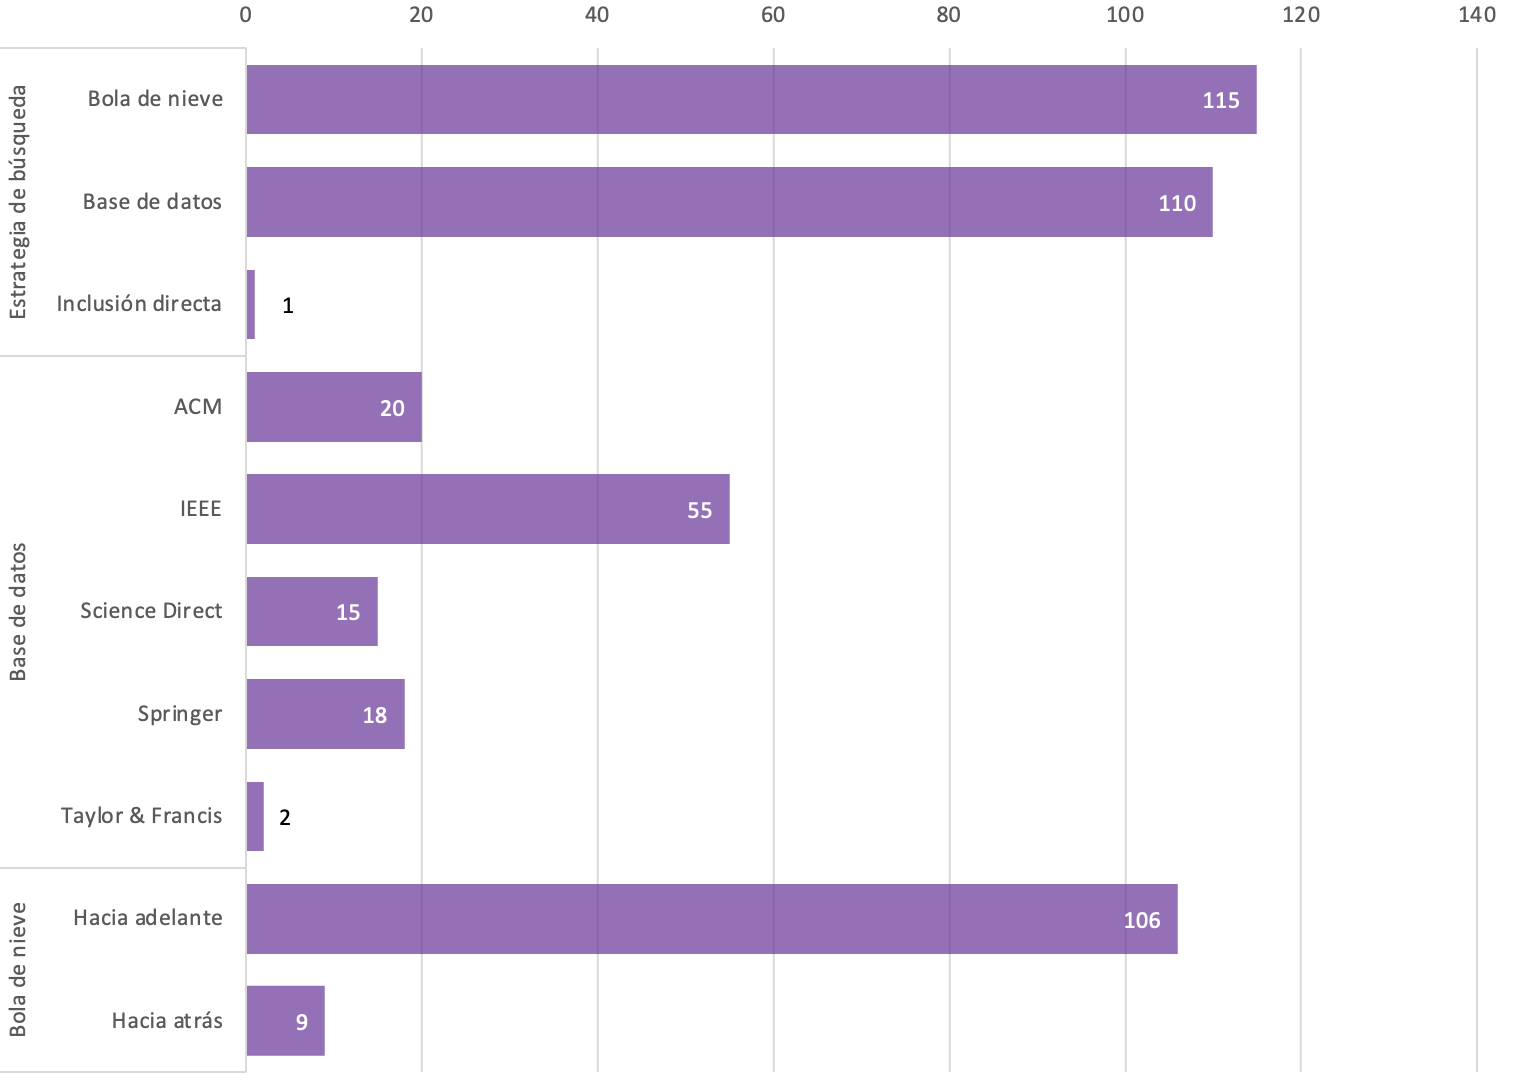 0 20 40 60 80 100 120 140
Estrategia de búsqueda
Bola de nieve 115
Base de datos 110
Inclusión directa 1
Base de datos
ACM 20
IEEE 55
Science Direct 15
Springer 18
Taylor & Francis 2
Bola de nieve
Hacia adelante 106
Hacia atrás 9